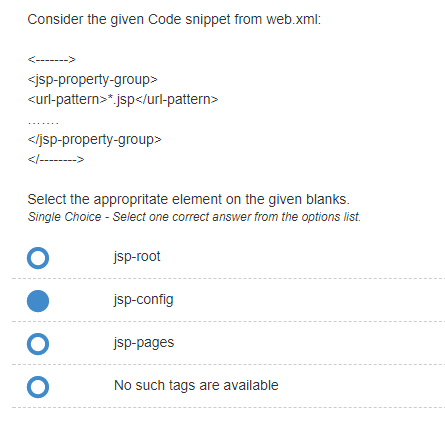 Consider the given Code snippet from web.xml:
<------->
<jsp-property-group>
<url-pattern>*.jsp</url-pattern>
.......
</jsp-property-group>
</-------->
Select the appropritate element on the given blanks.
Single Choice - Select one correct answer from the options list.
jsp-root
jsp-config
jsp-pages
No such tags are available